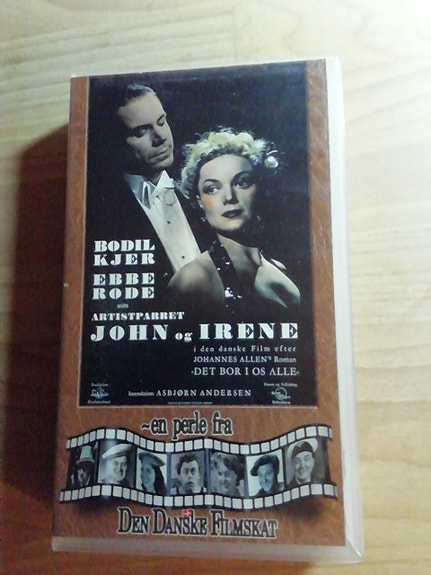 BODIL
KJER
EBBE
RODE
som
ARTISTPARRET
JOHN og IRENE
i den danske Film efter
JOHANNES ALLEN's Roman
»DET BOR I OS ALLE«
Instruktion ASBJØRN ANDERSEN
~en perle fra
DEN DANSKE FILMSKAT